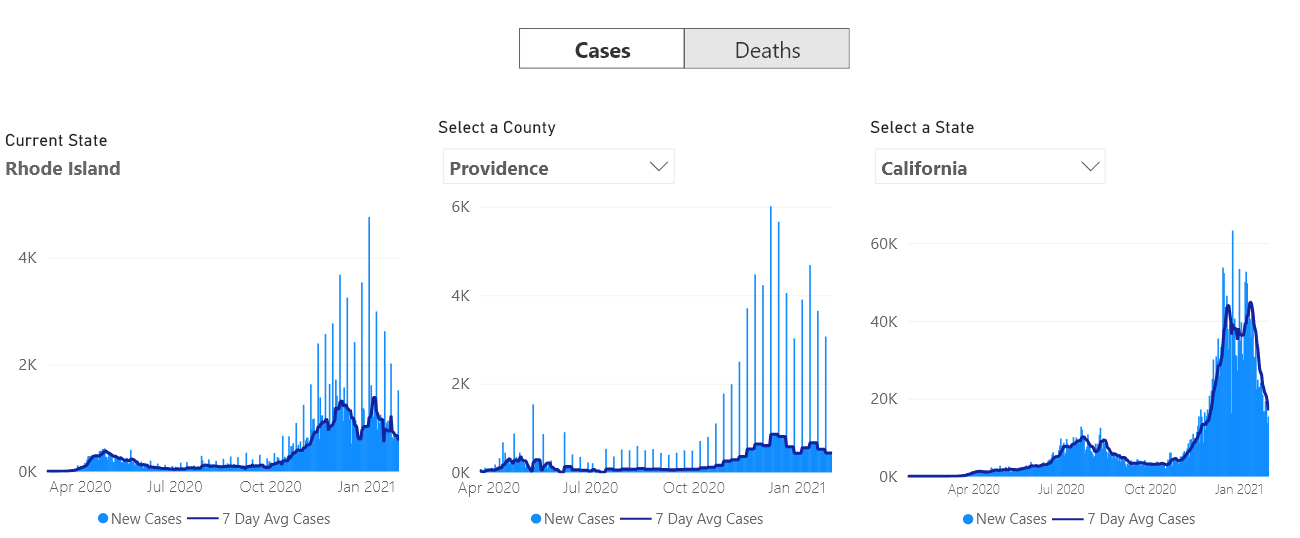 Cases
Deaths
Current State
Rhode Island
4K
2K
0K
Apr 2020
Jul 2020
Oct 2020
Jan 2021
New Cases
7 Day Avg Cases
Select a County
Providence
6K
4K
2K
0K
Apr 2020
Jul 2020
Oct 2020
Jan 2021
New Cases
7 Day Avg Cases
Select a State
California
60K
40K
20K
0K
Apr 2020
Jul 2020
Oct 2020
Jan 2021
New Cases
7 Day Avg Cases